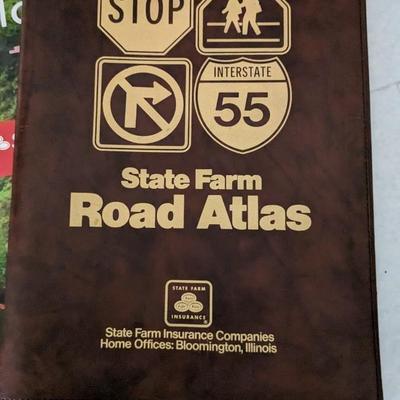 STOP
INTERSTATE
55
State Farm
Road Atlas
STATE FARM
INSURANCE
®
State Farm Insurance Companies
Home Offices: Bloomington, Illinois